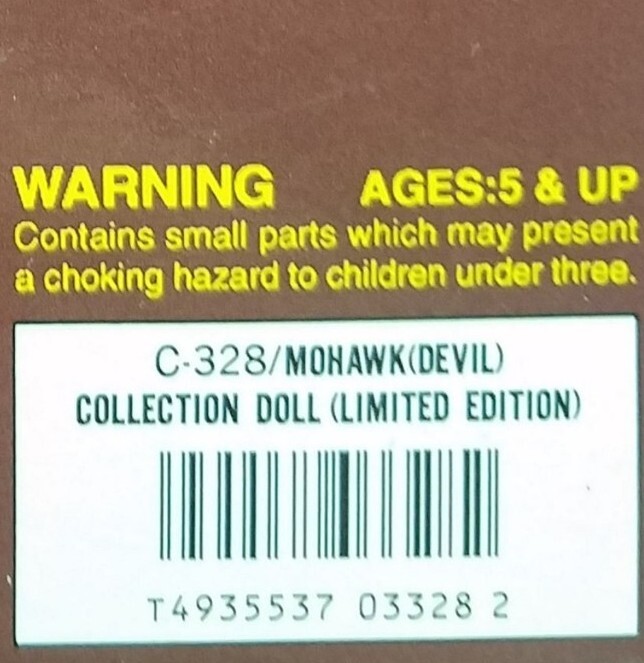 WARNING AGES:5 & UP
Contains small parts which may present
a choking hazard to children under three.
C-328/MOHAWK(DEVIL)
COLLECTION DOLL (LIMITED EDITION)
T4935537 03328 2